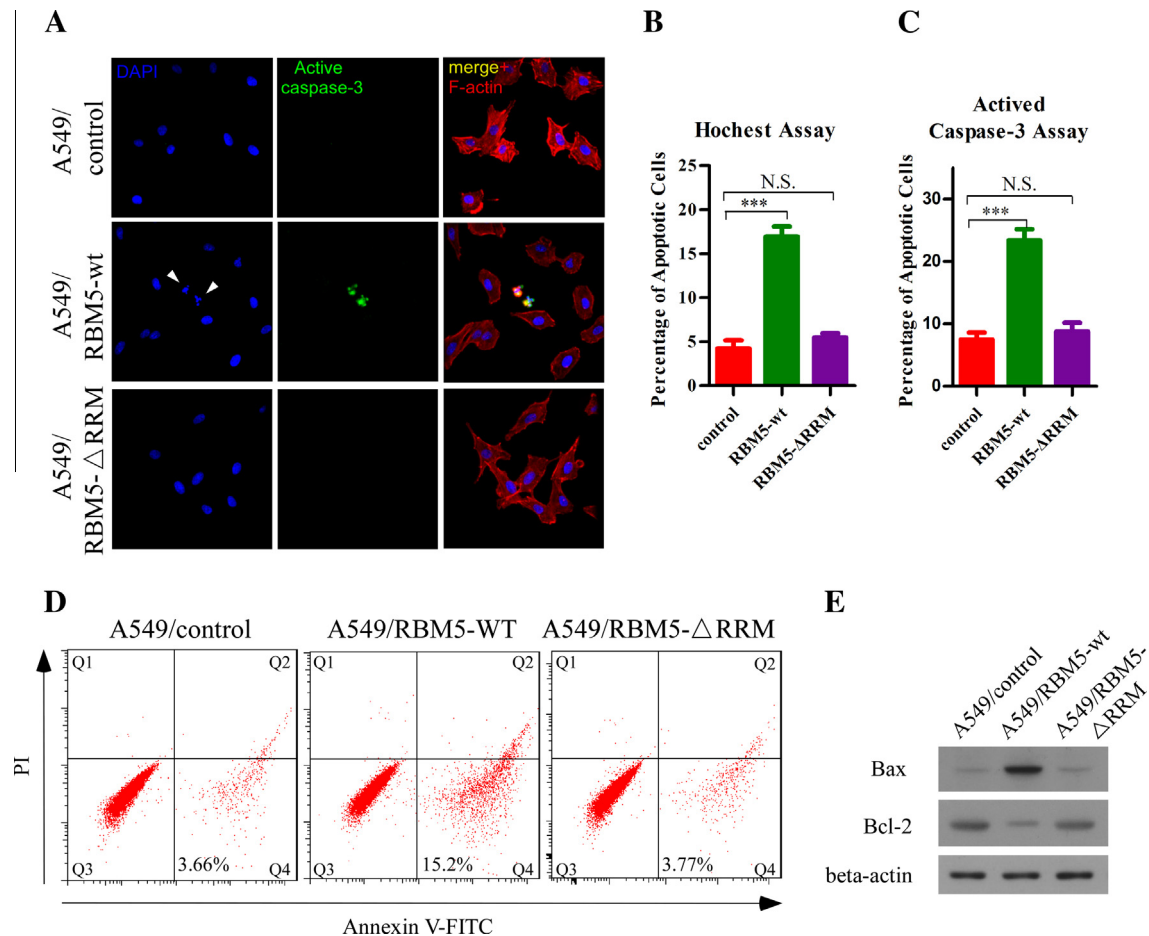 A
DAPI
Active
caspase-3
merge+
F-actin
A549/
control
A549/
RBM5-wt
A549/
RBM5-△RRM
B
Hochest Assay
Percentage of Apoptotic Cells
25
20
15
10
5
0
N.S.
***
control
RBM5-wt
RBM5-ΔRRM
C
Actived
Caspase-3 Assay
Percentage of Apoptotic Cells
30
20
10
0
N.S.
***
control
RBM5-wt
RBM5-ΔRRM
D
A549/control
A549/RBM5-WT
A549/RBM5-△RRM
Q1
Q2
Q3
Q4
3.66%
Q1
Q2
Q3
Q4
15.2%
Q1
Q2
Q3
Q4
3.77%
PI
Annexin V-FITC
E
A549/control
A549/RBM5-wt
A549/RBM5-
△RRM
Bax
Bcl-2
beta-actin